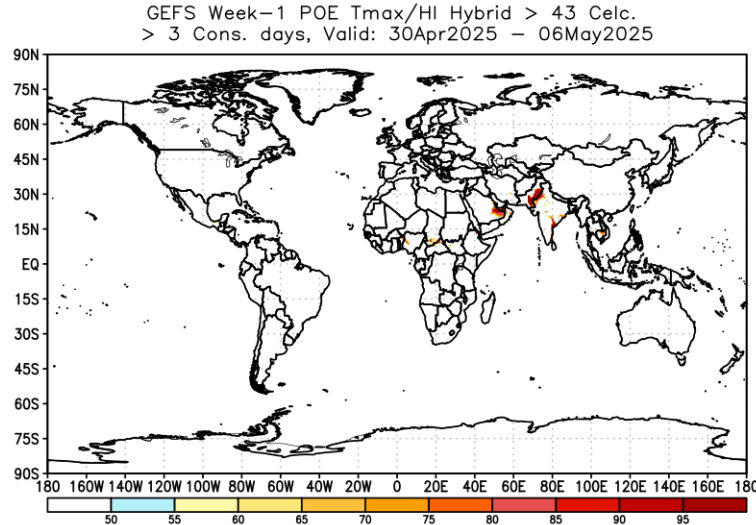 GEFS Week-1 POE Tmax/HI Hybrid > 43 Celc.
> 3 Cons. days, Valid: 30Apr2025 - 06May2025
90N
75N
60N
45N
30N
15N
EQ
15S
30S
45S
60S
75S
90S
180 160W 140W 120W 100W 80W 60W 40W 20W 0 20E 40E 60E 80E 100E 120E 140E 160E 180
50 55 60 65 70 75 80 85 90 95